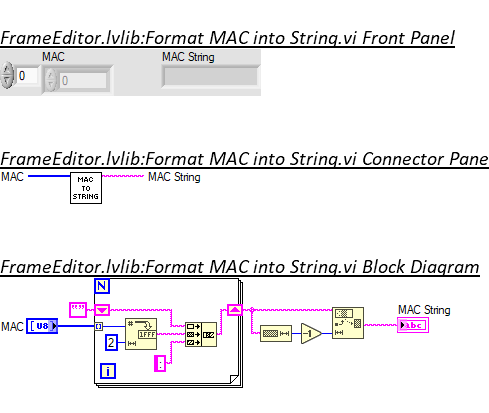 FrameEditor.lvlib:Format MAC into String.vi Front Panel
MAC
MAC String
0
0
FrameEditor.lvlib:Format MAC into String.vi Connector Pane
MAC
MAC
TO
STRING
MAC String
FrameEditor.lvlib:Format MAC into String.vi Block Diagram
N
""
MAC
U8
#
1FFF
2
:
i
-1
MAC String
abc